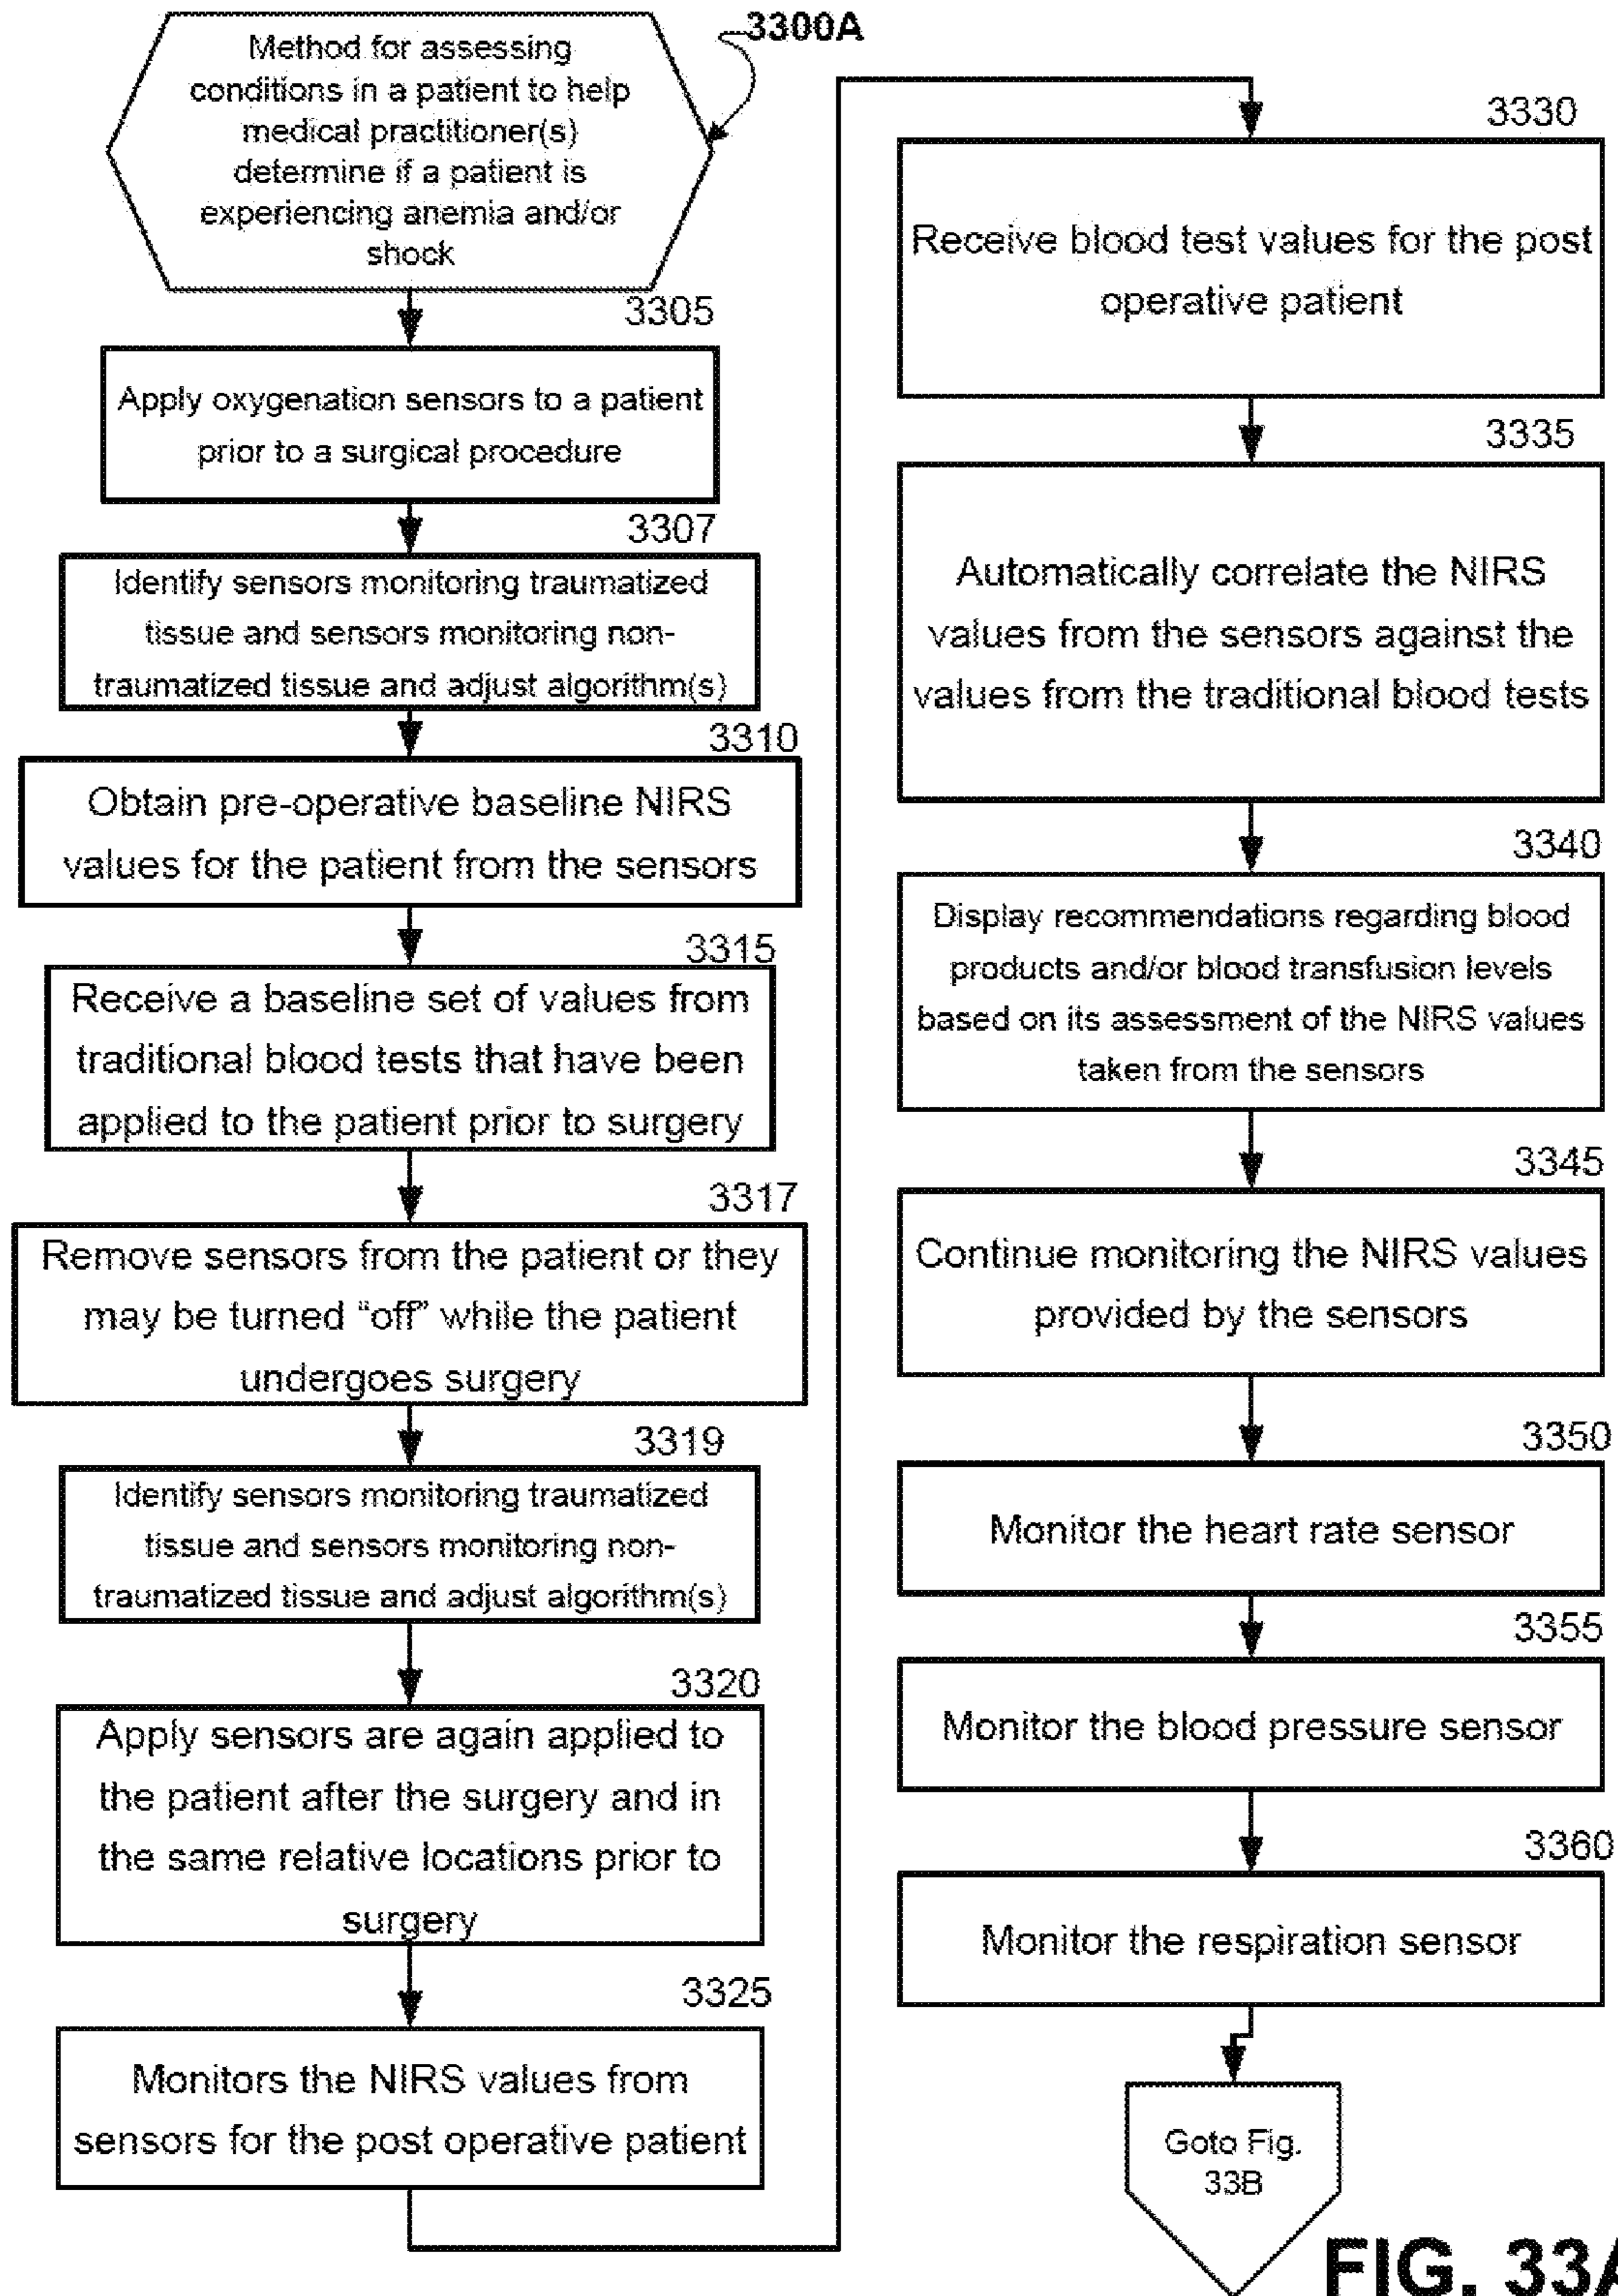 Method for assessing
conditions in a patient to help
medical practitioner(s)
determine if a patient is
experiencing anemia and/or
shock
3300A
3305
Apply oxygenation sensors to a patient
prior to a surgical procedure
3307
Identify sensors monitoring traumatized
tissue and sensors monitoring non-
traumatized tissue and adjust algorithm(s)
3310
Obtain pre-operative baseline NIRS
values for the patient from the sensors
3315
Receive a baseline set of values from
traditional blood tests that have been
applied to the patient prior to surgery
3317
Remove sensors from the patient or they
may be turned “off” while the patient
undergoes surgery
3319
Identify sensors monitoring traumatized
tissue and sensors monitoring non-
traumatized tissue and adjust algorithm(s)
3320
Apply sensors are again applied to
the patient after the surgery and in
the same relative locations prior to
surgery
3325
Monitors the NIRS values from
sensors for the post operative patient
3330
Receive blood test values for the post
operative patient
3335
Automatically correlate the NIRS
values from the sensors against the
values from the traditional blood tests
3340
Display recommendations regarding blood
products and/or blood transfusion levels
based on its assessment of the NIRS values
taken from the sensors
3345
Continue monitoring the NIRS values
provided by the sensors
3350
Monitor the heart rate sensor
3355
Monitor the blood pressure sensor
3360
Monitor the respiration sensor
Goto Fig.
33B
FIG. 33A